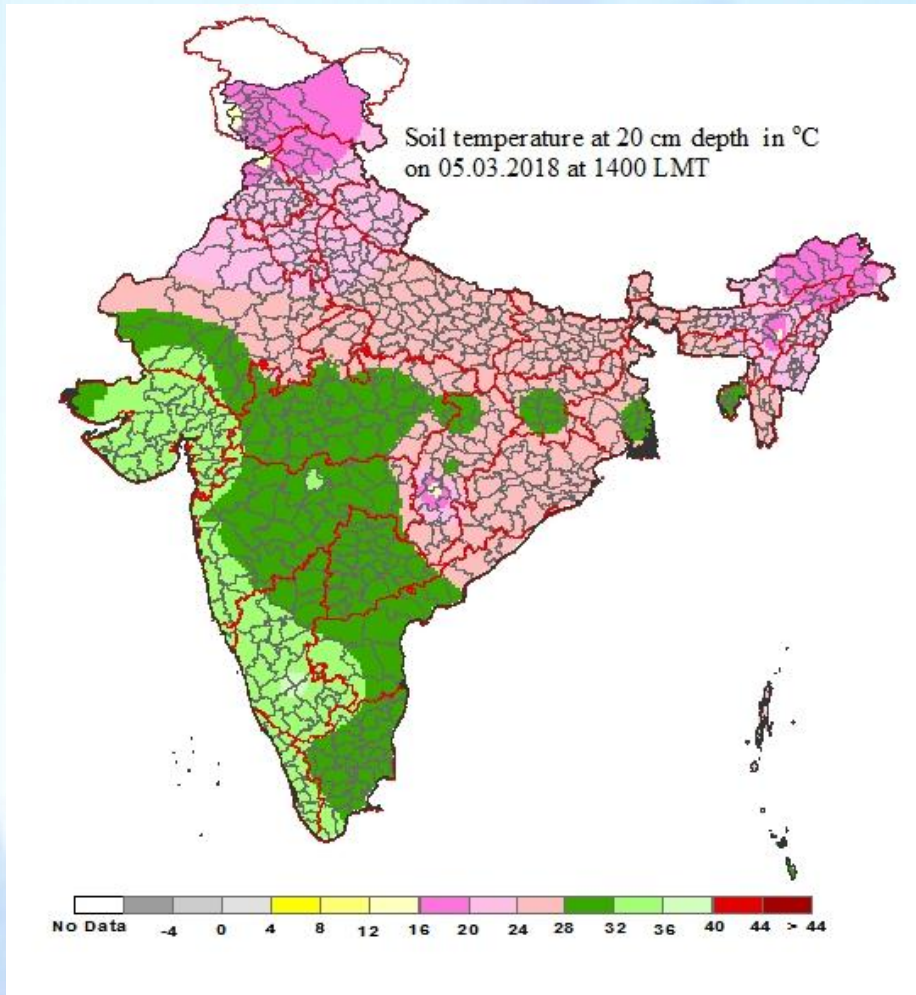 Soil temperature at 20 cm depth in °C
on 05.03.2018 at 1400 LMT
No Data -4 0 4 8 12 16 20 24 28 32 36 40 44 > 44